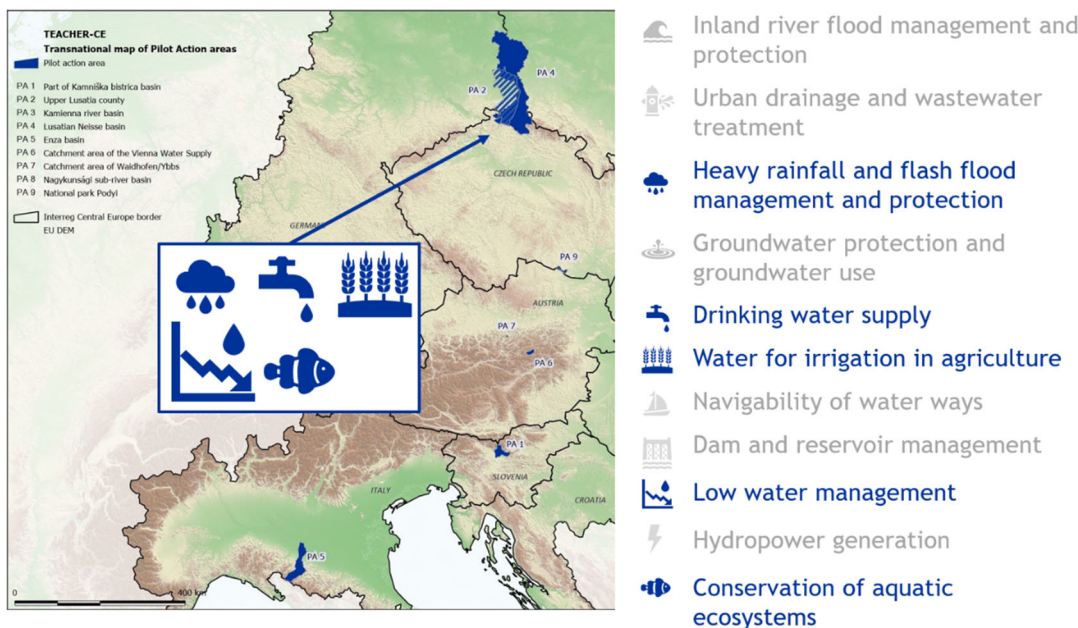 TEACHER-CE
Transnational map of Pilot Action areas
Pilot action area
PA 1 Part of Kamniška bistrica basin
PA 2 Upper Lusatia county
PA 3 Kamienna river basin
PA 4 Lusatian Neisse basin
PA 5 Enza basin
PA 6 Catchment area of the Vienna Water Supply
PA 7 Catchment area of Waidhofen/Ybbs
PA 8 Nagykunsági sub-river basin
PA 9 National park Podyi
Interreg Central Europe border
EU DEM
PA 4
PA 2
CZECH REPUBLIC
GERMANY
PA 9
AUSTRIA
PA 7
PA 6
PA 1
SLOVENIA
ITALY
CROATIA
PA 5
0 400 km
Inland river flood management and
protection
Urban drainage and wastewater
treatment
Heavy rainfall and flash flood
management and protection
Groundwater protection and
groundwater use
Drinking water supply
Water for irrigation in agriculture
Navigability of water ways
Dam and reservoir management
Low water management
Hydropower generation
Conservation of aquatic
ecosystems